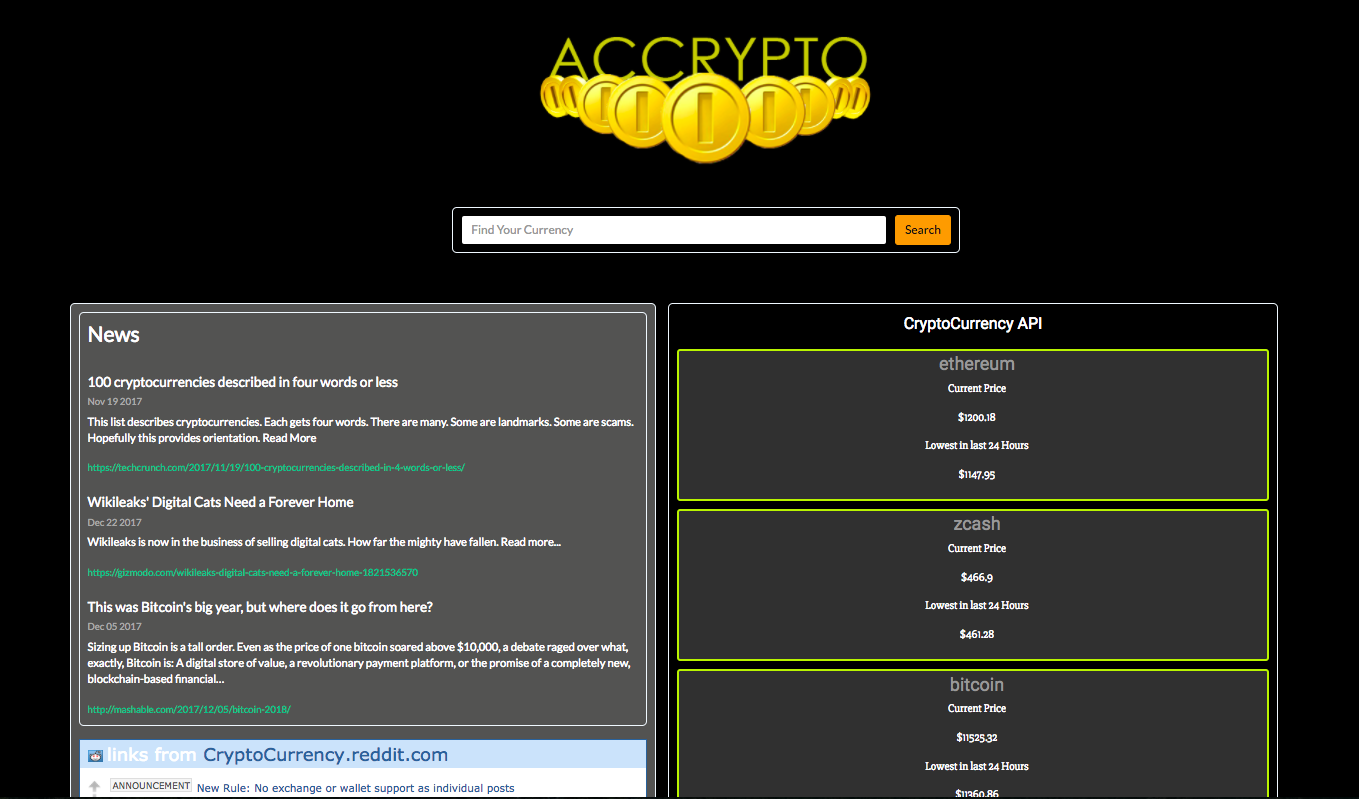 ACCRYPTO
Find Your Currency
Search
News
100 cryptocurrencies described in four words or less
Nov 19 2017
This list describes cryptocurrencies. Each gets four words. There are many. Some are landmarks. Some are scams.
Hopefully this provides orientation. Read More
https://techcrunch.com/2017/11/19/100-cryptocurrencies-described-in-4-words-or-less/
Wikileaks' Digital Cats Need a Forever Home
Dec 22 2017
Wikileaks is now in the business of selling digital cats. How far the mighty have fallen. Read more...
https://gizmodo.com/wikileaks-digital-cats-need-a-forever-home-1821536570
This was Bitcoin's big year, but where does it go from here?
Dec 05 2017
Sizing up Bitcoin is a tall order. Even as the price of one bitcoin soared above $10,000, a debate raged over what,
exactly, Bitcoin is: A digital store of value, a revolutionary payment platform, or the promise of a completely new,
blockchain-based financial...
http://mashable.com/2017/12/05/bitcoin-2018/
links from CryptoCurrency.reddit.com
ANNOUNCEMENT New Rule: No exchange or wallet support as individual posts
CryptoCurrency API
ethereum
Current Price
$1200.18
Lowest in last 24 Hours
$1147.95
zcash
Current Price
$466.9
Lowest in last 24 Hours
$461.28
bitcoin
Current Price
$11525.32
Lowest in last 24 Hours
$11360.86